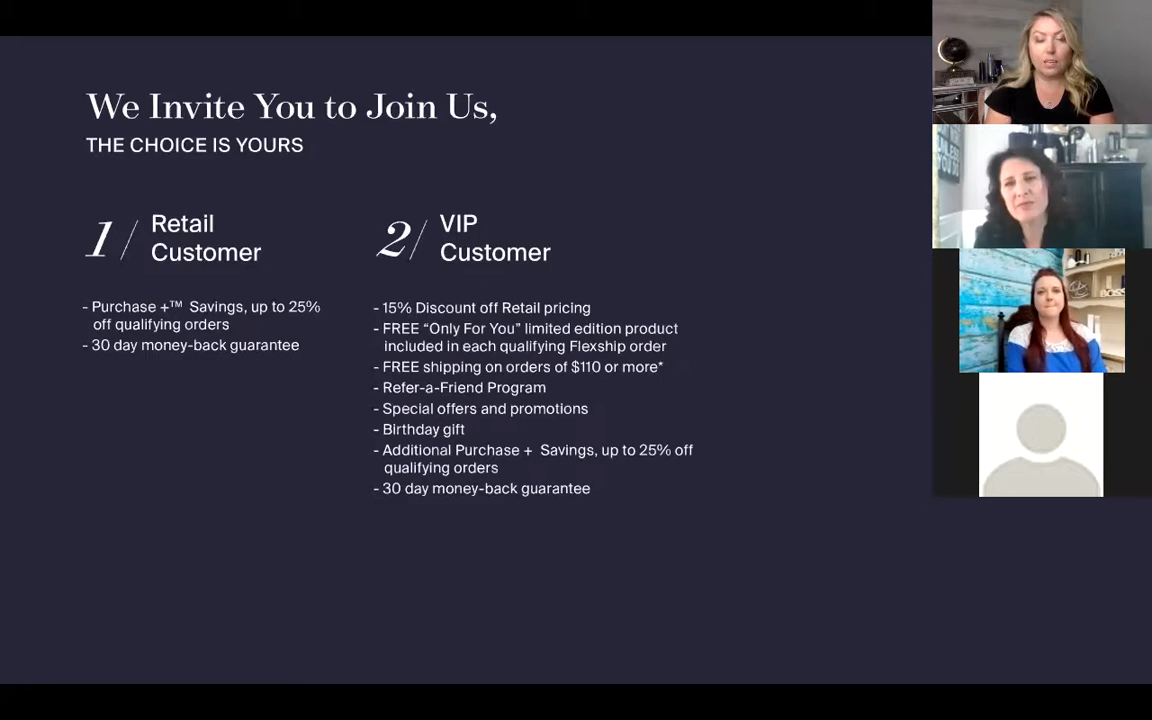 We Invite You to Join Us,
THE CHOICE IS YOURS
1/ Retail
Customer
- Purchase +™ Savings, up to 25%
off qualifying orders
- 30 day money-back guarantee
2/ VIP
Customer
- 15% Discount off Retail pricing
- FREE “Only For You” limited edition product
included in each qualifying Flexship order
- FREE shipping on orders of $110 or more*
- Refer-a-Friend Program
- Special offers and promotions
- Birthday gift
- Additional Purchase + Savings, up to 25% off
qualifying orders
- 30 day money-back guarantee